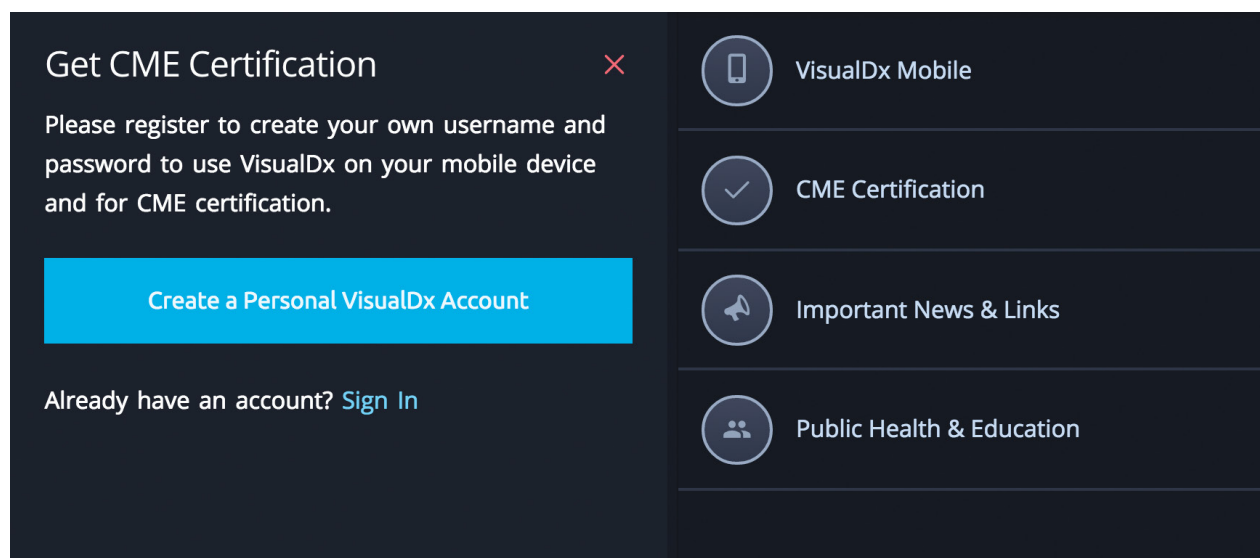 Get CME Certification
Please register to create your own username and
password to use VisualDx on your mobile device
and for CME certification.
Create a Personal VisualDx Account
Already have an account? Sign In
VisualDx Mobile
CME Certification
Important News & Links
Public Health & Education